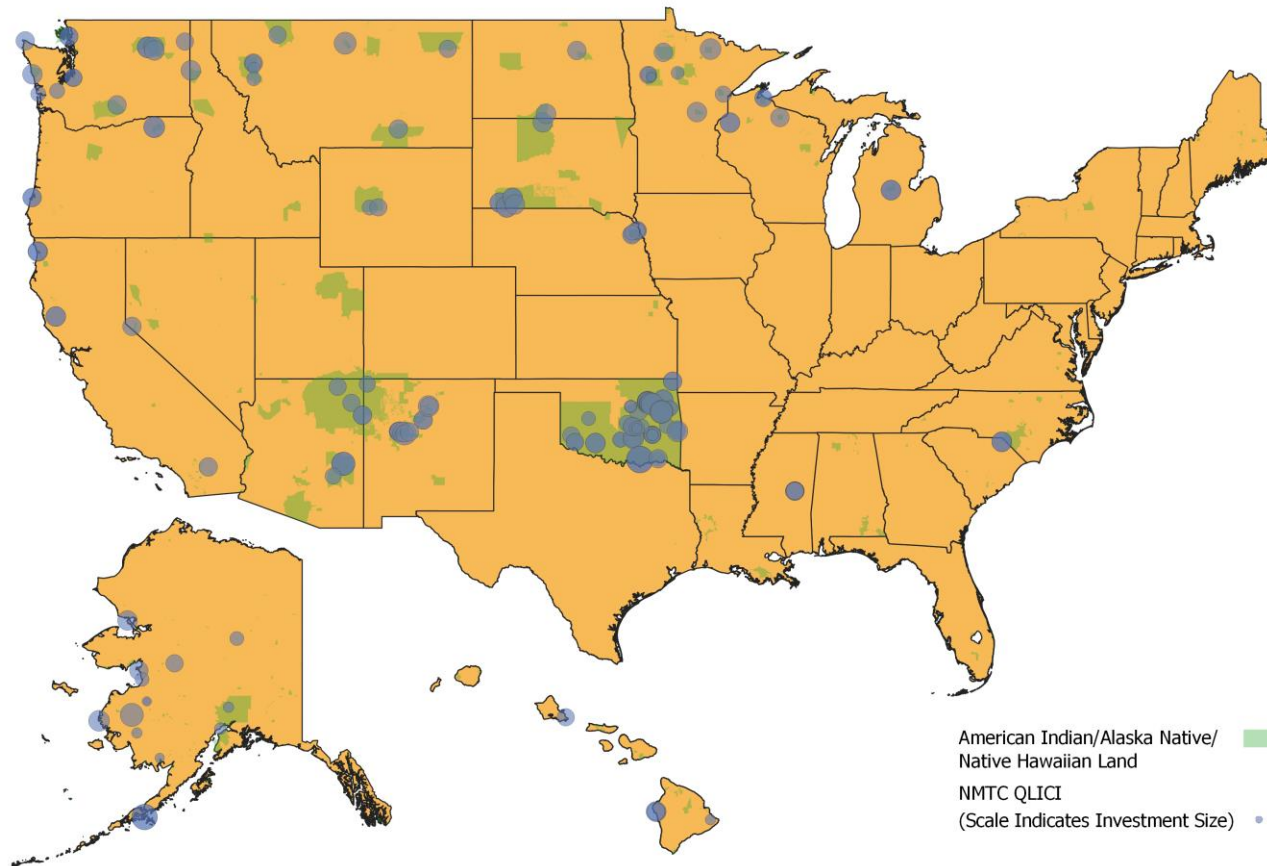 American Indian/Alaska Native/
Native Hawaiian Land
NMTC QLICI
(Scale Indicates Investment Size)